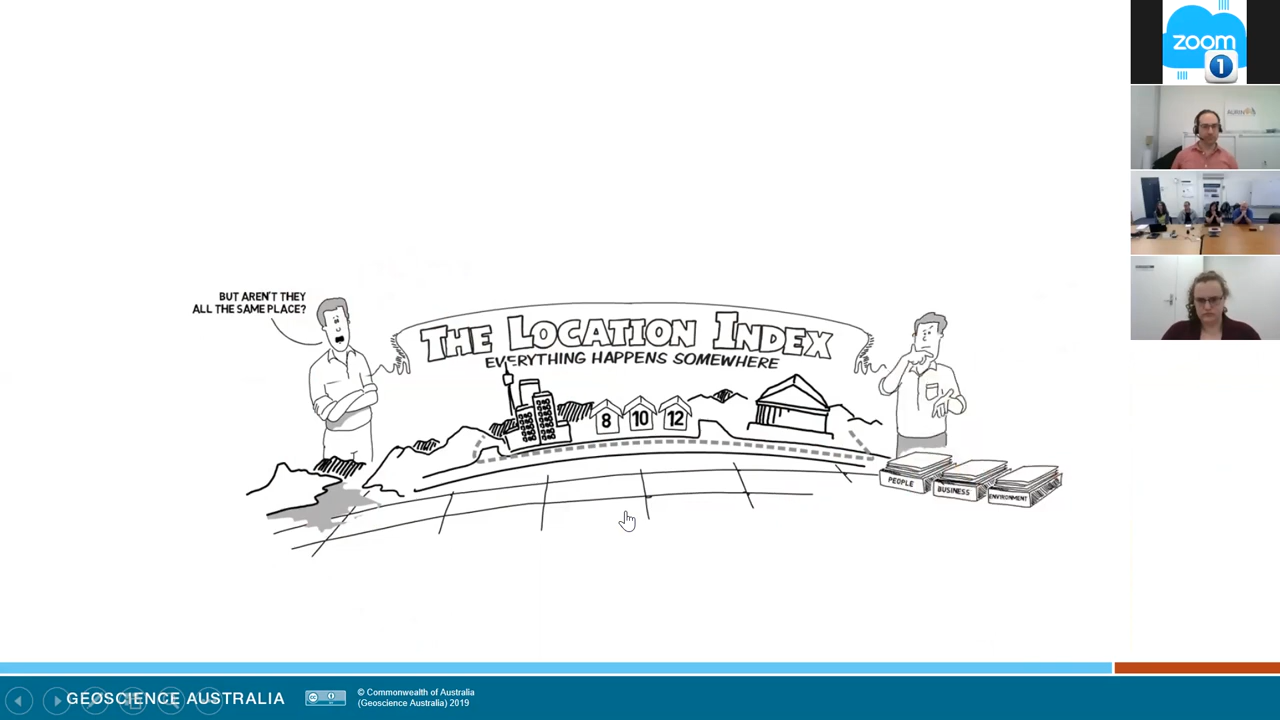 zoom
1
AURIN
BUT AREN'T THEY
ALL THE SAME PLACE?
THE LOCATION INDEX
EVERYTHING HAPPENS SOMEWHERE
8 10 12
PEOPLE
BUSINESS
ENVIRONMENT
GEOSCIENCE AUSTRALIA
© Commonwealth of Australia
(Geoscience Australia) 2019